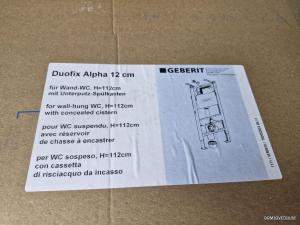 Duofix Alpha 12 cm
GEBERIT
für Wand-WC, H=112cm
mit Unterputz-Spülkasten
for wall-hung WC, H=112cm
with concealed cistern
pour WC suspendu, H=112cm
avec réservoir
de chasse à encastrer
per WC sospeso, H=112cm
con cassetta
di risciacquo da incasso